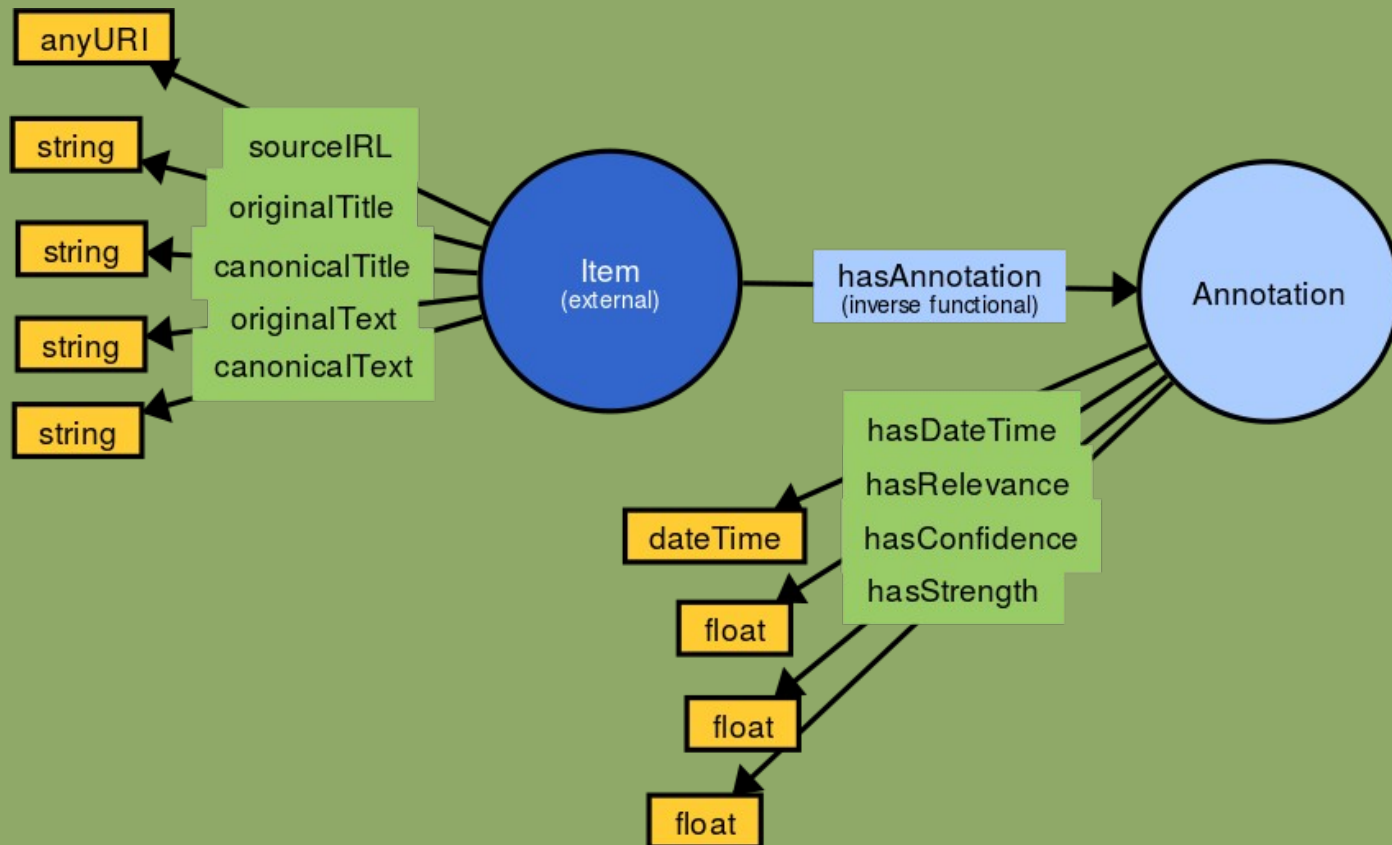 anyURI
string
string
string
string
sourceIRL
originalTitle
canonicalTitle
originalText
canonicalText
Item
(external)
hasAnnotation
(inverse functional)
Annotation
hasDateTime
hasRelevance
hasConfidence
hasStrength
dateTime
float
float
float